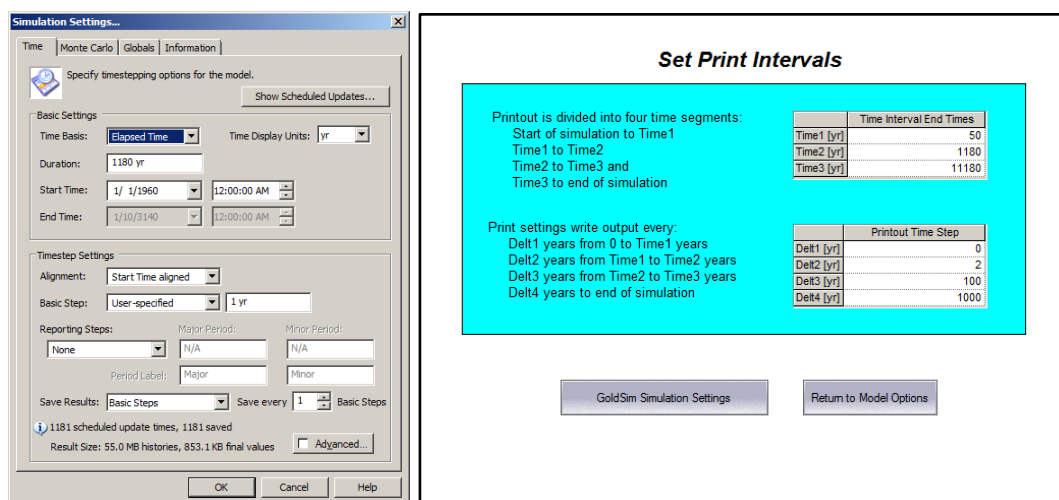 Simulation Settings...
Time
Monte Carlo
Globals
Information
Specify timestepping options for the model.
Show Scheduled Updates...
Basic Settings
Time Basis: Elapsed Time Time Display Units: yr
Duration: 1180 yr
Start Time: 1/ 1/1960 12:00:00 AM
End Time: 1/10/3140 12:00:00 AM
Timestep Settings
Alignment: Start Time aligned
Basic Step: User-specified 1 yr
Reporting Steps: Major Period: Minor Period:
None N/A N/A
Period Label: Major Minor
Save Results: Basic Steps Save every 1 Basic Steps
1181 scheduled update times, 1181 saved
Result Size: 55.0 MB histories, 853.1 KB final values
Advanced...
OK Cancel Help
Set Print Intervals
Printout is divided into four time segments:
Start of simulation to Time1
Time1 to Time2
Time2 to Time3 and
Time3 to end of simulation
Time Interval End Times
Time1 [yr] 50
Time2 [yr] 1180
Time3 [yr] 11180
Print settings write output every:
Delt1 years from 0 to Time1 years
Delt2 years from Time1 to Time2 years
Delt3 years from Time2 to Time3 years
Delt4 years to end of simulation
Printout Time Step
Delt1 [yr] 0
Delt2 [yr] 2
Delt3 [yr] 100
Delt4 [yr] 1000
GoldSim Simulation Settings
Return to Model Options